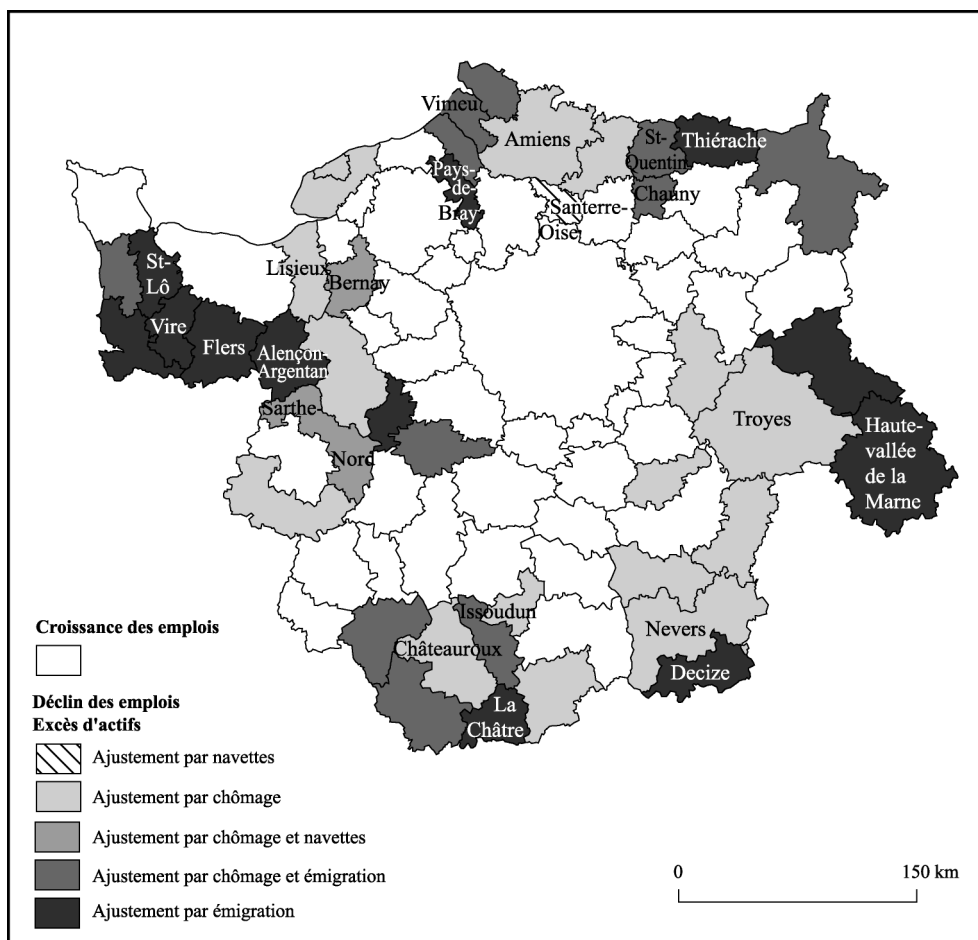 Vimeu
Amiens
St-
Quentin
Thiérache
Pays-
de-
Bray
Chauny
Santerre-
Oise
St-
Lô
Lisieux
Bernay
Vire
Flers
Alençon-
Argentan
Sarthe-
Nord
Troyes
Haute-
vallée
de la
Marne
Issoudun
Châteauroux
Nevers
Decize
La
Châtre
Croissance des emplois
Déclin des emplois
Excès d'actifs
Ajustement par navettes
Ajustement par chômage
Ajustement par chômage et navettes
Ajustement par chômage et émigration
Ajustement par émigration
0 150 km